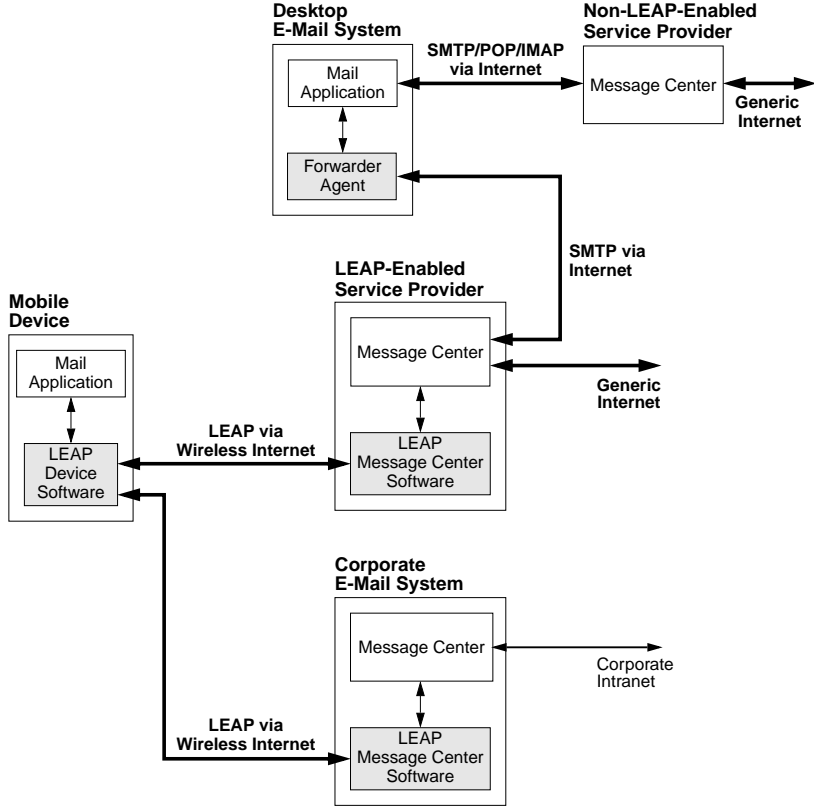 Desktop
E-Mail System
Non-LEAP-Enabled
Service Provider
SMTP/POP/IMAP
via Internet
Mail
Application
Message Center
Generic
Internet
Forwarder
Agent
SMTP via
Internet
LEAP-Enabled
Service Provider
Mobile
Device
Message Center
Mail
Application
Generic
Internet
LEAP via
Wireless Internet
LEAP
Device
Software
LEAP
Message Center
Software
Corporate
E-Mail System
Message Center
Corporate
Intranet
LEAP via
Wireless Internet
LEAP
Message Center
Software